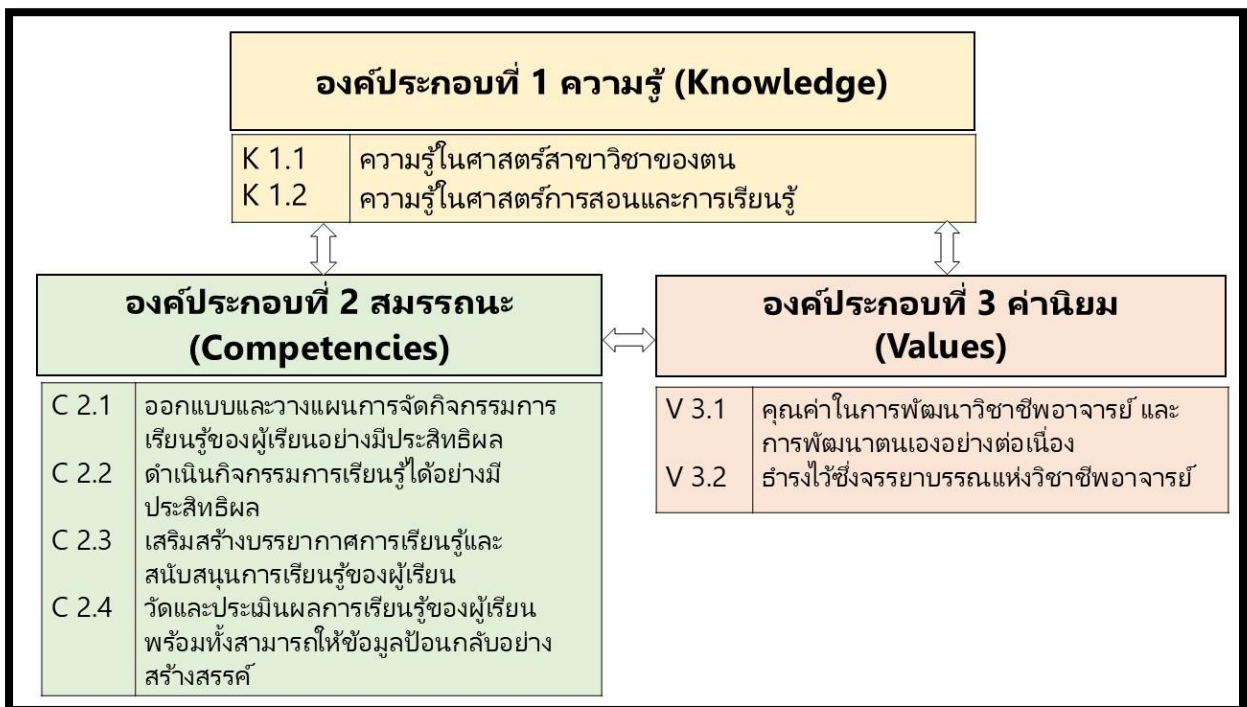 องค์ประกอบที่ 1 ความรู้ (Knowledge)
K 1.1 ความรู้ในศาสตร์สาขาวิชาของตน
K 1.2 ความรู้ในศาสตร์การสอนและการเรียนรู้
องค์ประกอบที่ 2 สมรรถนะ
(Competencies)
C 2.1 ออกแบบและวางแผนการจัดกิจกรรมการ
เรียนรู้ของผู้เรียนอย่างมีประสิทธิผล
C 2.2 ดำเนินกิจกรรมการเรียนรู้ได้อย่างมี
ประสิทธิผล
C 2.3 เสริมสร้างบรรยากาศการเรียนรู้และ
สนับสนุนการเรียนรู้ของผู้เรียน
C 2.4 วัดและประเมินผลการเรียนรู้ของผู้เรียน
พร้อมทั้งสามารถให้ข้อมูลป้อนกลับอย่าง
สร้างสรรค์
องค์ประกอบที่ 3 ค่านิยม
(Values)
V 3.1 คุณค่าในการพัฒนาวิชาชีพอาจารย์ และ
การพัฒนาตนเองอย่างต่อเนื่อง
V 3.2 ธำรงไว้ซึ่งจรรยาบรรณแห่งวิชาชีพอาจารย์